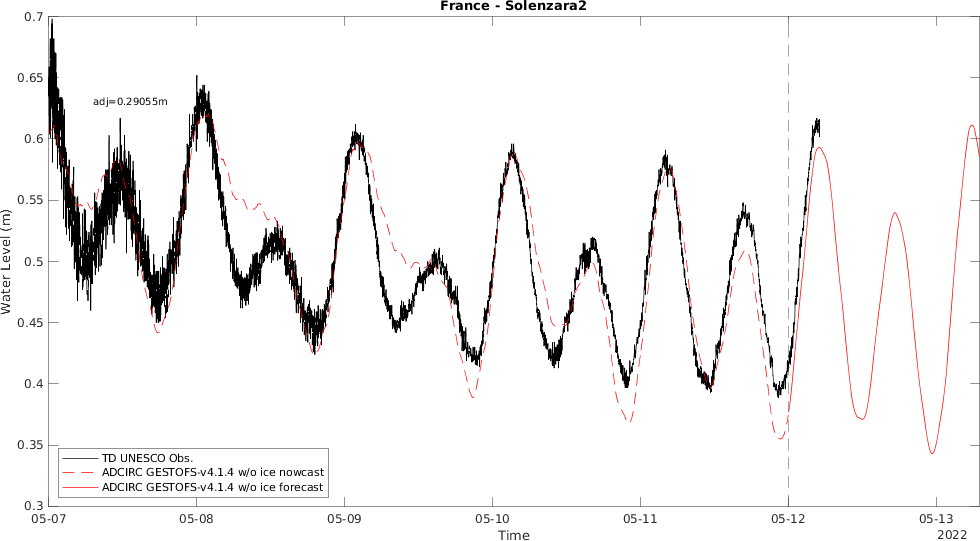 France - Solenzara2
0.7
0.65
0.6
0.55
0.5
0.45
0.4
0.35
0.3
Water Level (m)
adj=0.29055m
TD UNESCO Obs.
ADCIRC GESTOFS-v4.1.4 w/o ice nowcast
ADCIRC GESTOFS-v4.1.4 w/o ice forecast
05-07 05-08 05-09 05-10 05-11 05-12 05-13
Time
2022